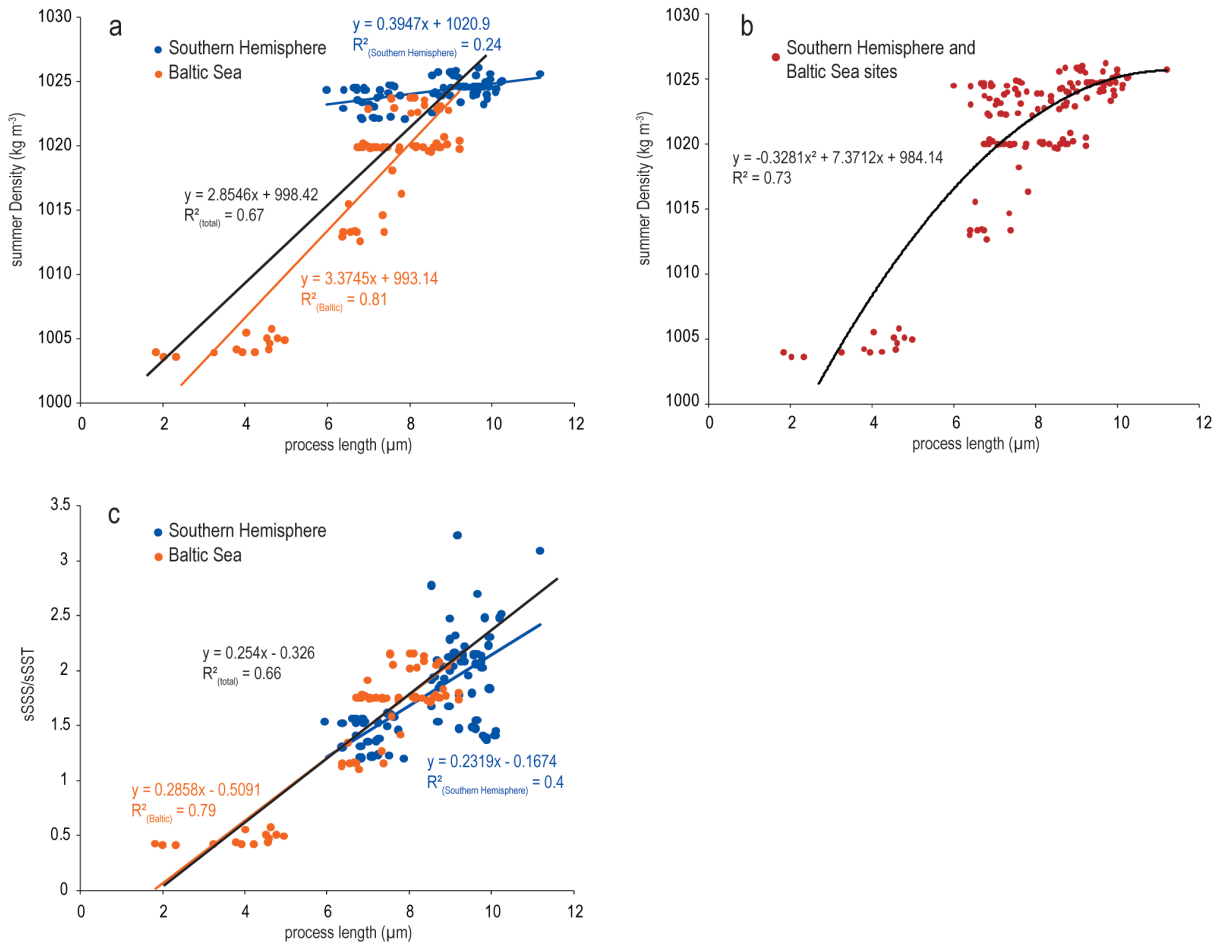 a
Southern Hemisphere
Baltic Sea
y = 0.3947x + 1020.9
R²(Southern Hemisphere) = 0.24
y = 2.8546x + 998.42
R²(total) = 0.67
y = 3.3745x + 993.14
R²(Baltic) = 0.81
summer Density (kg m⁻³)
1030
1025
1020
1015
1010
1005
1000
0 2 4 6 8 10 12
process length (µm)
b
Southern Hemisphere and
Baltic Sea sites
y = -0.3281x² + 7.3712x + 984.14
R² = 0.73
summer Density (kg m⁻³)
1030
1025
1020
1015
1010
1005
1000
0 2 4 6 8 10 12
process length (µm)
c
Southern Hemisphere
Baltic Sea
y = 0.254x - 0.326
R²(total) = 0.66
y = 0.2319x - 0.1674
R²(Southern Hemisphere) = 0.4
y = 0.2858x - 0.5091
R²(Baltic) = 0.79
sSSS/sSST
3.5
3
2.5
2
1.5
1
0.5
0
0 2 4 6 8 10 12
process length (µm)